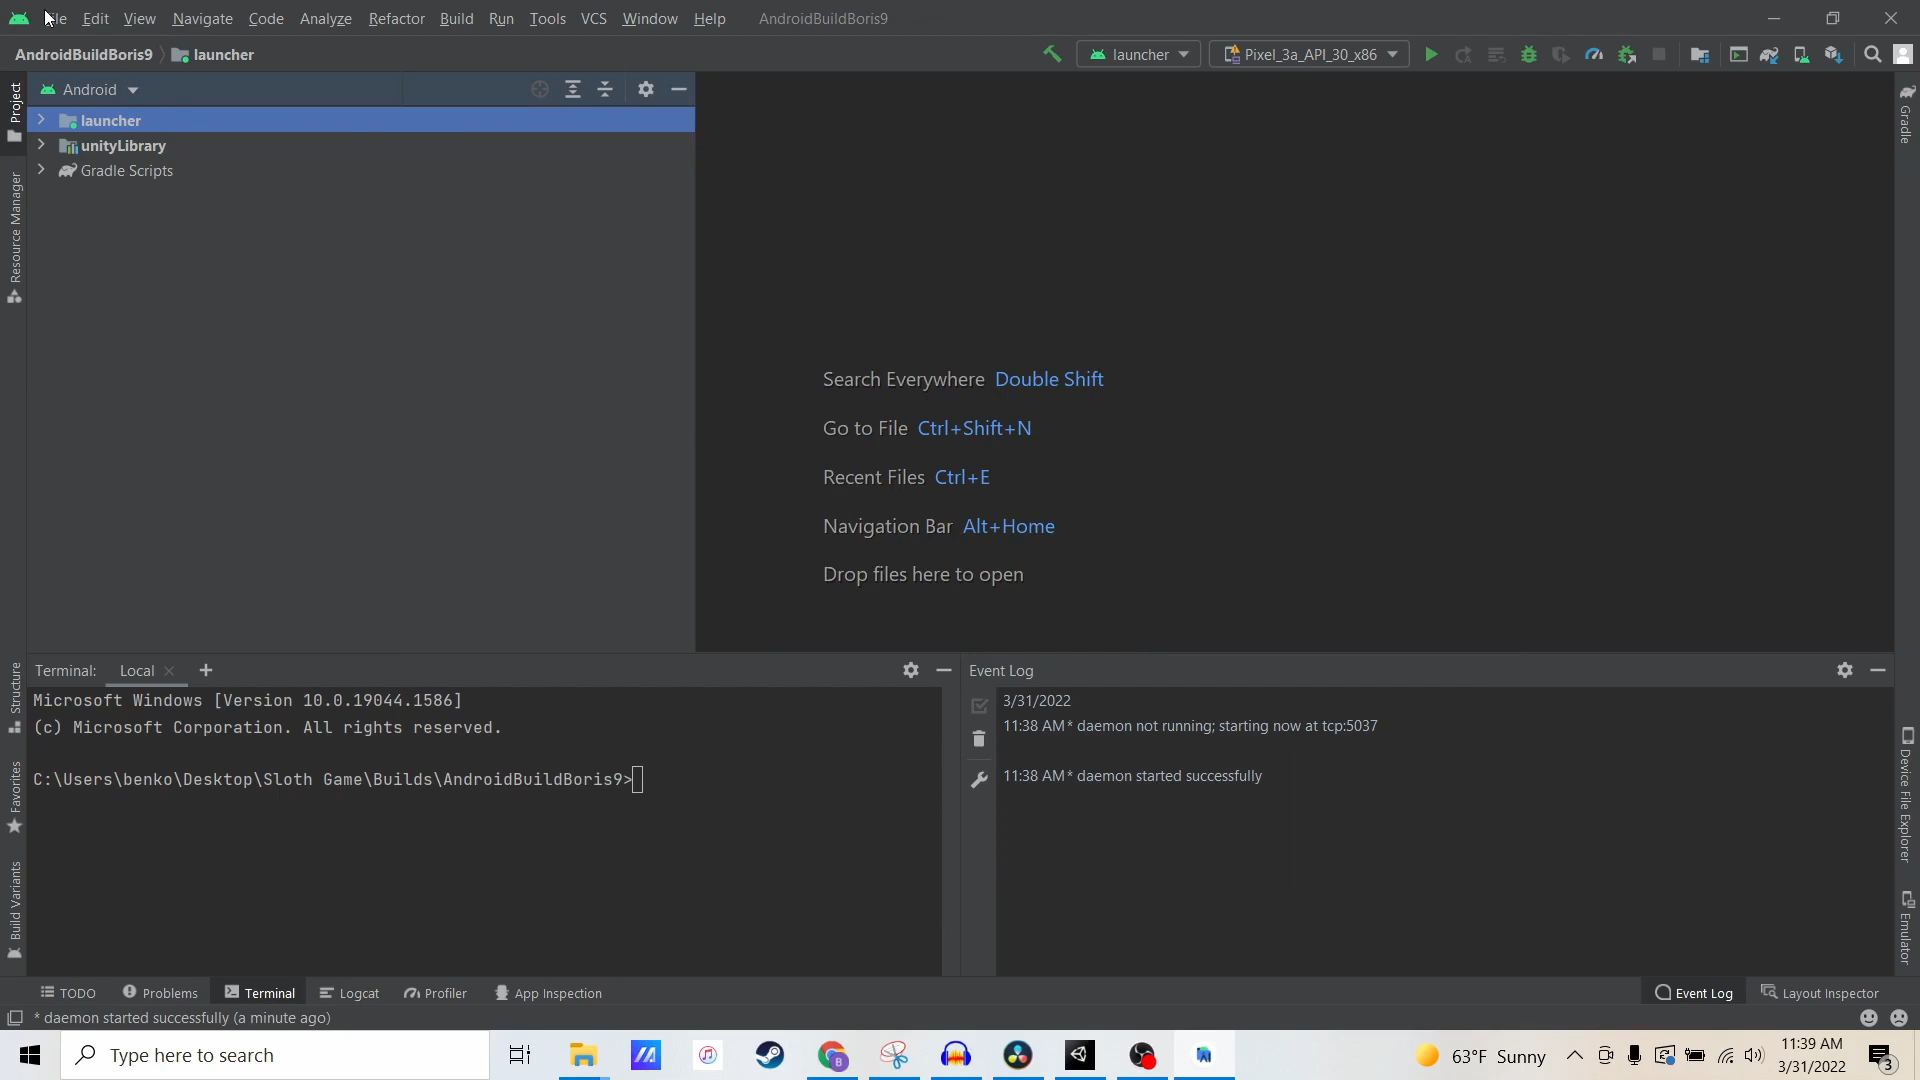 Edit View Navigate Code Analyze Refactor Build Run Tools VCS Window Help AndroidBuildBoris9
AndroidBuildBoris9 launcher
launcher
Pixel_3a_API_30_x86
Project
Android
launcher
unityLibrary
Gradle Scripts
Resource Manager
Gradle
Search Everywhere Double Shift
Go to File Ctrl+Shift+N
Recent Files Ctrl+E
Navigation Bar Alt+Home
Drop files here to open
Structure
Favorites
Build Variants
Terminal: Local
Microsoft Windows [Version 10.0.19044.1586]
(c) Microsoft Corporation. All rights reserved.
C:\Users\benko\Desktop\Sloth Game\Builds\AndroidBuildBoris9>
Event Log
3/31/2022
11:38 AM * daemon not running; starting now at tcp:5037
11:38 AM * daemon started successfully
Device File Explorer
Emulator
TODO Problems Terminal Logcat Profiler App Inspection
Event Log Layout Inspector
* daemon started successfully (a minute ago)
Type here to search
63°F Sunny
11:39 AM
3/31/2022
3